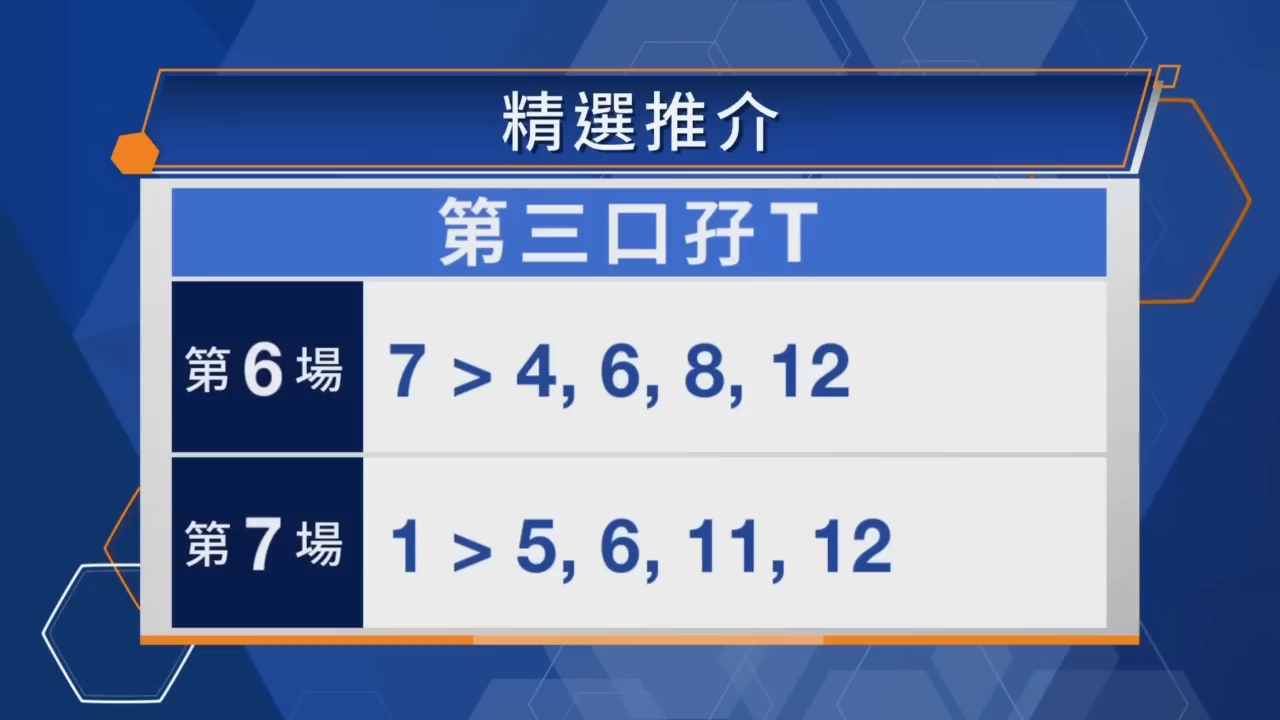 精選推介
第三口孖T
第6場 7 > 4, 6, 8, 12
第7場 1 > 5, 6, 11, 12